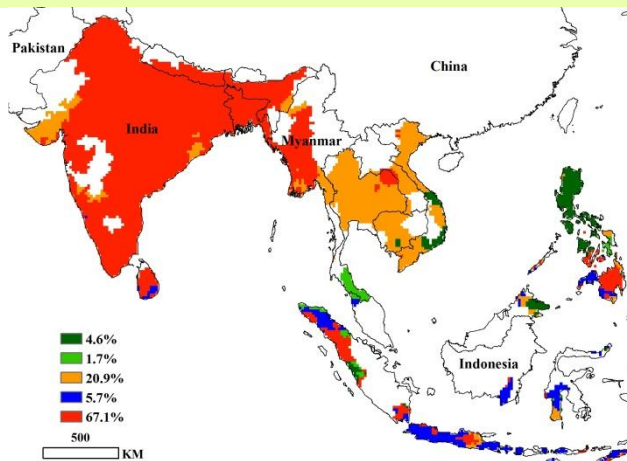 Pakistan
China
India
Myanmar
4.6%
1.7%
20.9%
5.7%
67.1%
Indonesia
500
KM